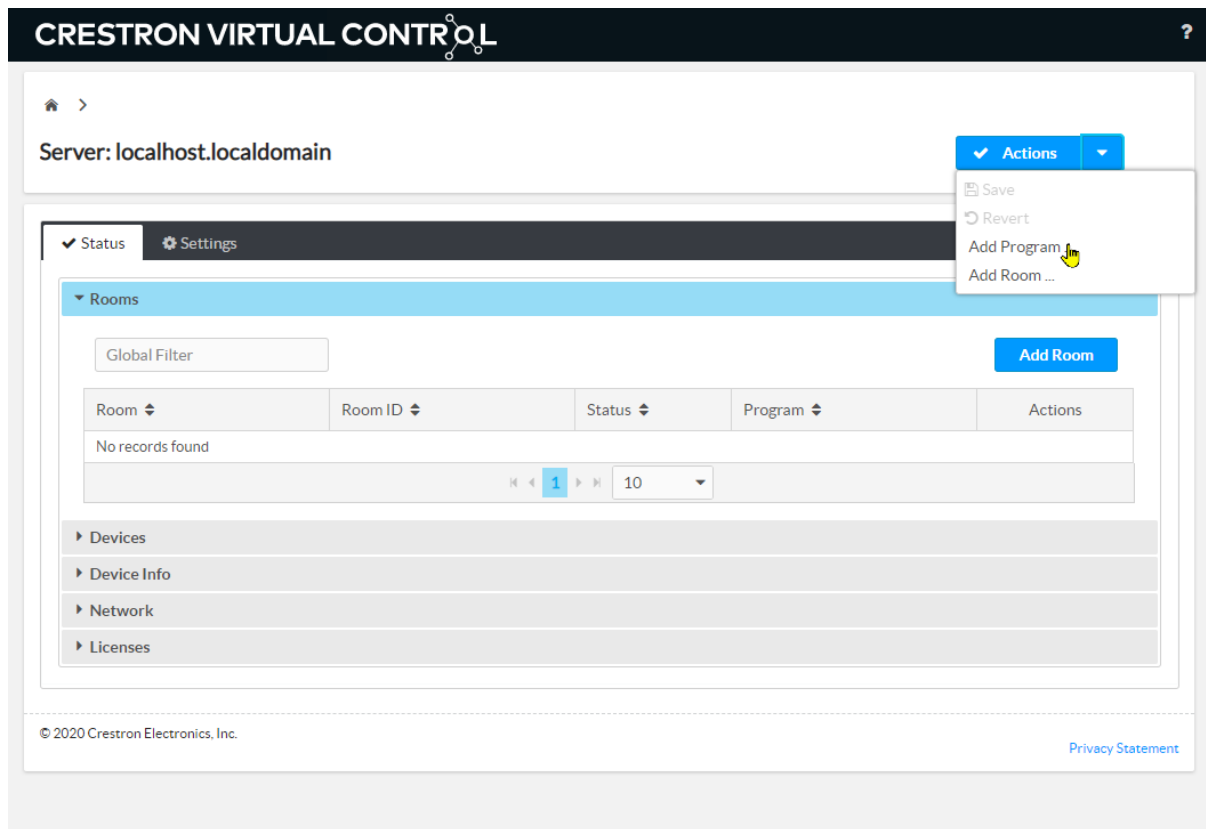 CRESTRON VIRTUAL CONTROL ?
Server: localhost.localdomain
Actions
Save
Revert
Add Program
Add Room ...
Status Settings
Rooms
Global Filter Add Room
Room Room ID Status Program Actions
No records found
1 10
Devices
Device Info
Network
Licenses
© 2020 Crestron Electronics, Inc.
Privacy Statement